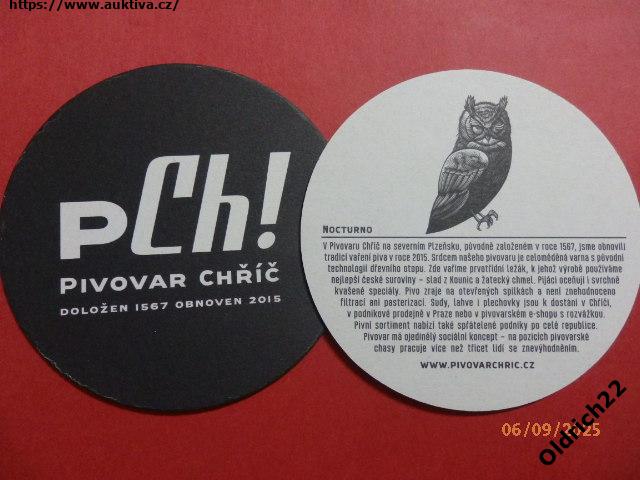 https://www.auktiva.cz/
PCh!
PIVOVAR CHŘÍČ
DOLOŽEN 1567 OBNOVEN 2015
NOCTURNO
V Pivovaru Chříč na severním Plzeňsku, původně založeném v roce 1567, jsme obnovili
tradici vaření piva v roce 2015. Srdcem našeho pivovaru je celoměděná varna s původní
technologií dřevního otopu. Zde vaříme prvotřídní ležák, k jehož výrobě používáme
nejlepší české suroviny – slad z Kounic a žatecký chmel. Pijáci oceňují i svrchně
kvašené speciály. Pivo zraje na otevřených spilkách a není znehodnoceno
filtrací ani pasterizací. Sudy, lahve i plechovky jsou k dostání v Chříči,
v podnikové prodejně v Praze nebo v pivovarském e-shopu s rozvážkou.
Pivní sortiment nabízí také spřátelené podniky po celé republice.
Pivovar má ojedinělý sociální koncept – na pozicích pivovarské
chasy pracuje více než třicet lidí se znevýhodněním.
WWW.PIVOVARCHRIC.CZ
06/09/2025
Oldrich22